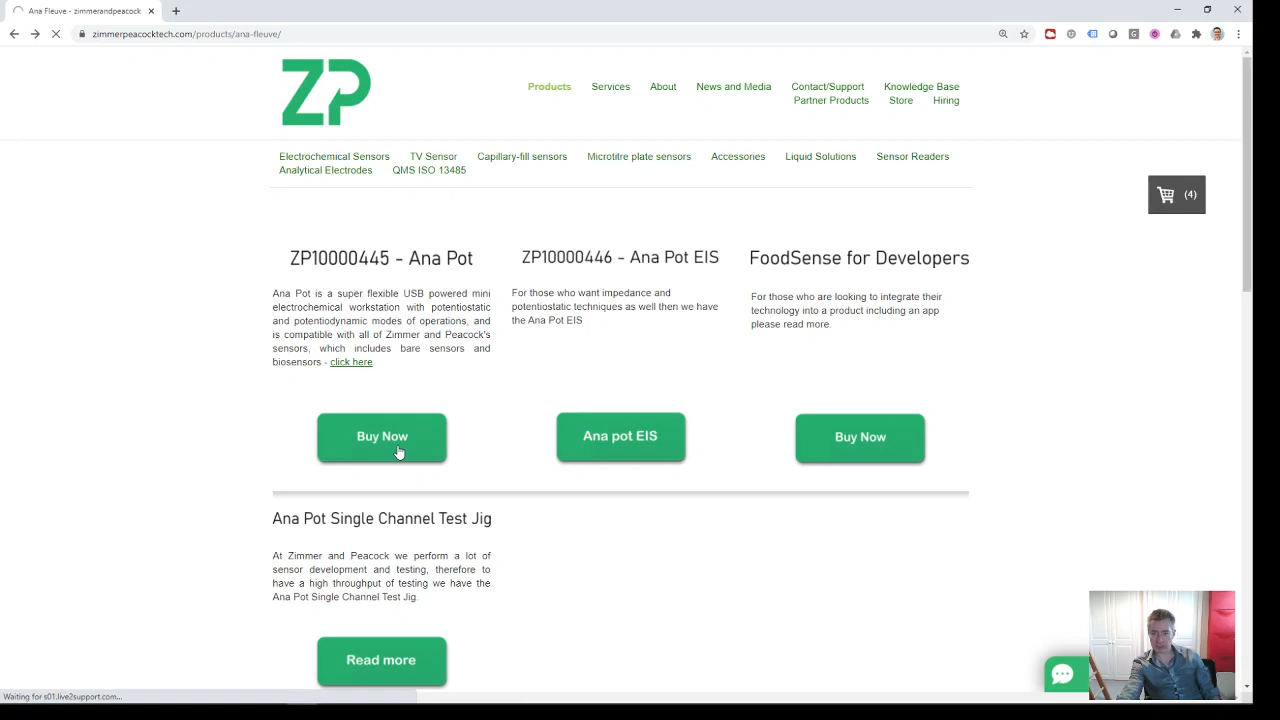 Ana Fleuve - zimmerandpeacock
zimmerpeacocktech.com/products/ana-fleuve/
ZP
Products Services About News and Media Contact/Support Knowledge Base
Partner Products Store Hiring
Electrochemical Sensors TV Sensor Capillary-fill sensors Microtitre plate sensors Accessories Liquid Solutions Sensor Readers
Analytical Electrodes QMS ISO 13485
(4)
ZP10000445 - Ana Pot
Ana Pot is a super flexible USB powered mini
electrochemical workstation with potentiostatic
and potentiodynamic modes of operations, and
is compatible with all of Zimmer and Peacock's
sensors, which includes bare sensors and
biosensors - click here.
Buy Now
ZP10000446 - Ana Pot EIS
For those who want impedance and
potentiostatic techniques as well then we have
the Ana Pot EIS
Ana pot EIS
FoodSense for Developers
For those who are looking to integrate their
technology into a product including an app
please read more.
Buy Now
Ana Pot Single Channel Test Jig
At Zimmer and Peacock we perform a lot of
sensor development and testing, therefore to
have a high throughput of testing we have the
Ana Pot Single Channel Test Jig.
Read more
Waiting for s01.live2support.com...